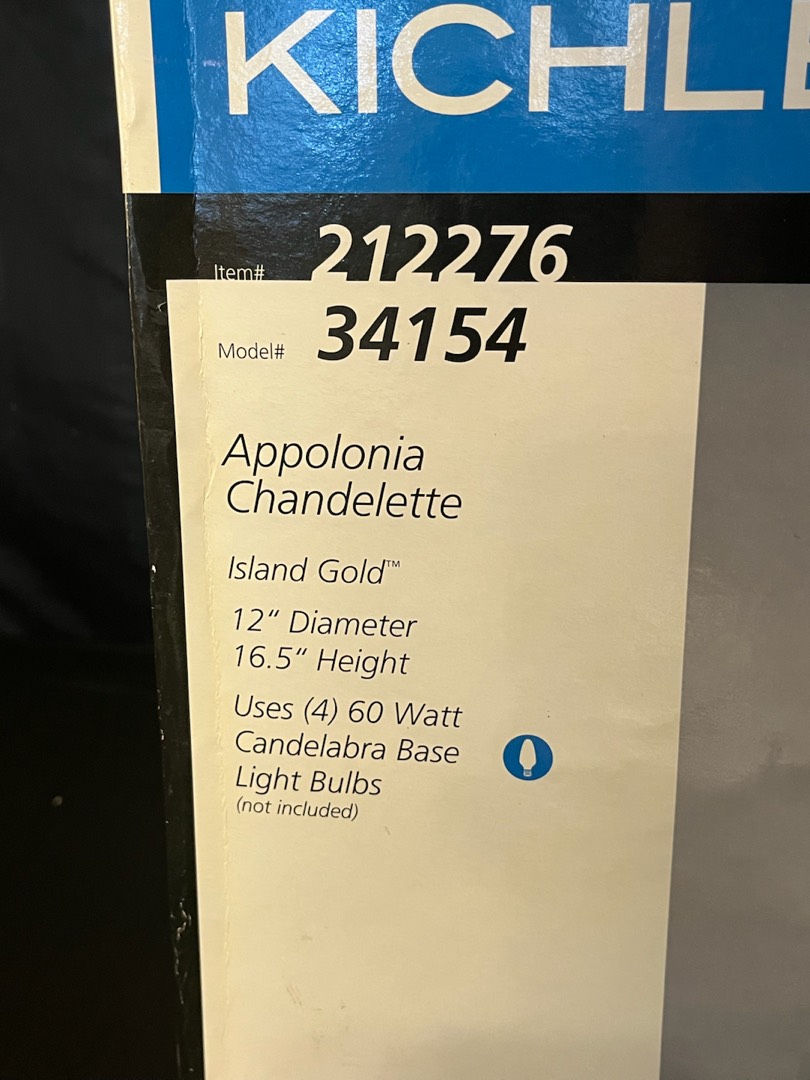 KICHLE
Item# 212276
Model# 34154
Appolonia
Chandelette
Island Gold™
12" Diameter
16.5" Height
Uses (4) 60 Watt
Candelabra Base
Light Bulbs
(not included)